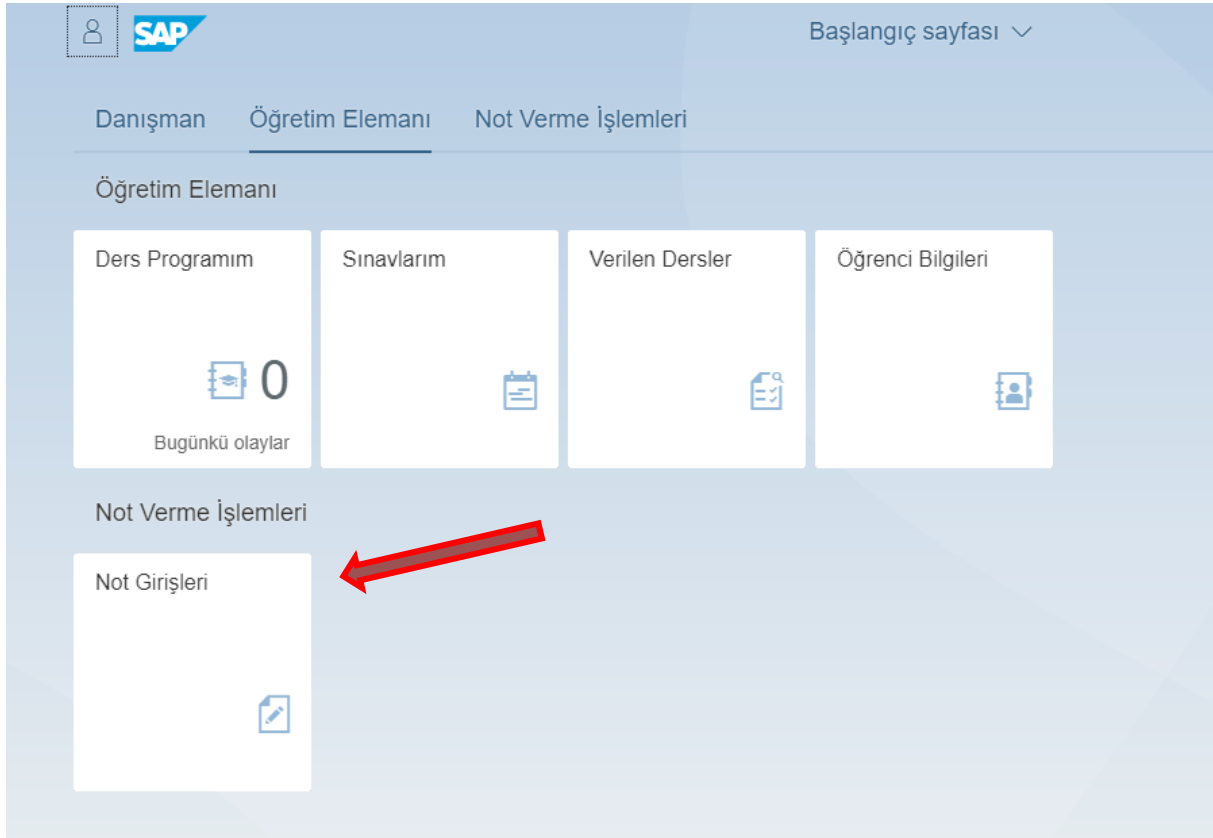 SAP
Başlangıç sayfası
Danışman Öğretim Elemanı Not Verme İşlemleri
Öğretim Elemanı
Ders Programım Sınavlarım Verilen Dersler Öğrenci Bilgileri
0
Bugünkü olaylar
Not Verme İşlemleri
Not Girişleri